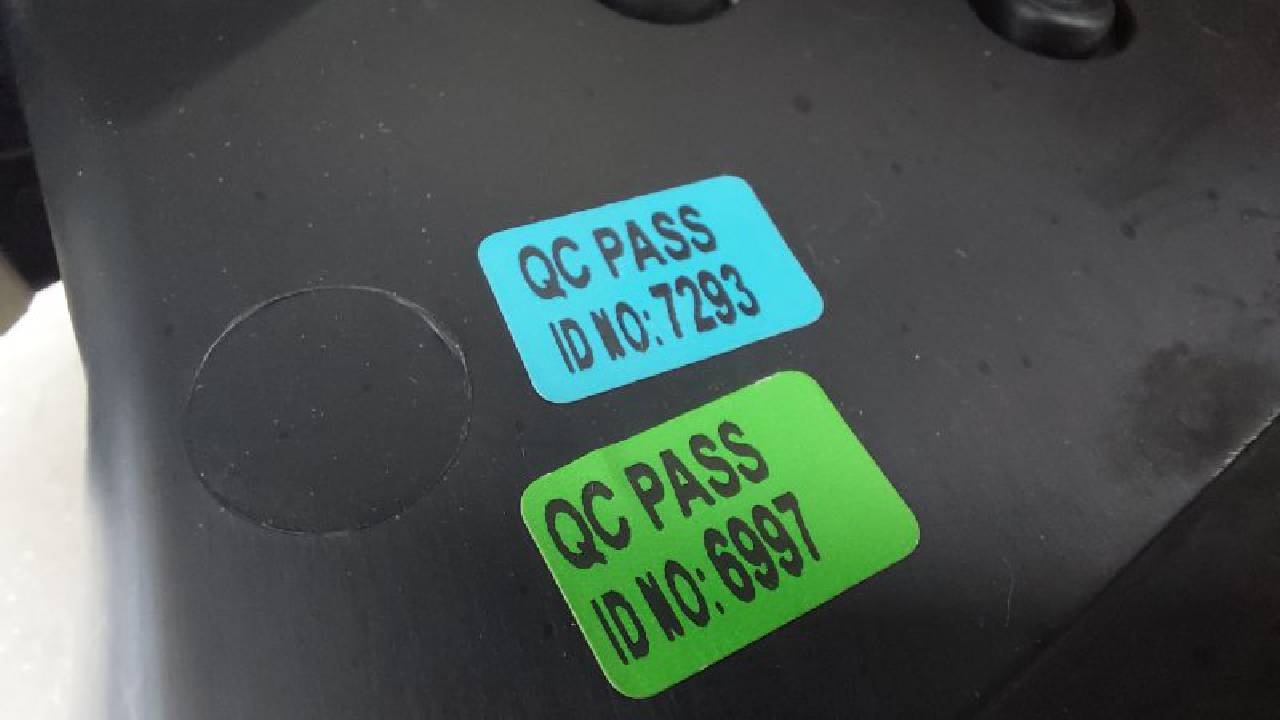 QC PASS
ID NO:7293
QC PASS
ID NO:6997